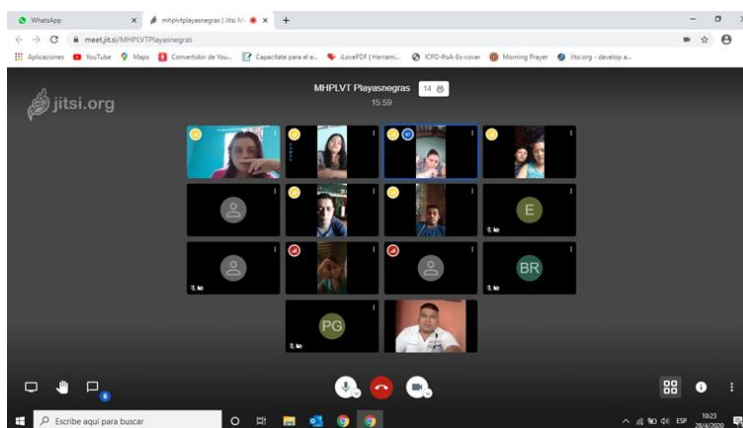 WhatsApp
mhplvtplayasnegras | Jitsi M
meet.jit.si/MHPLVTPlayasnegras
Aplicaciones YouTube Maps Convertidor de You... Capacítate para el e... iLovePDF | Herrami... ICPD-PoA-Es-cover Morning Prayer Jitsi.org - develop a...
jitsi.org
MHPLVT Playasnegras 14
15:59
E
BR
PG
6
Escribe aquí para buscar
ESP
10:23
28/4/2020